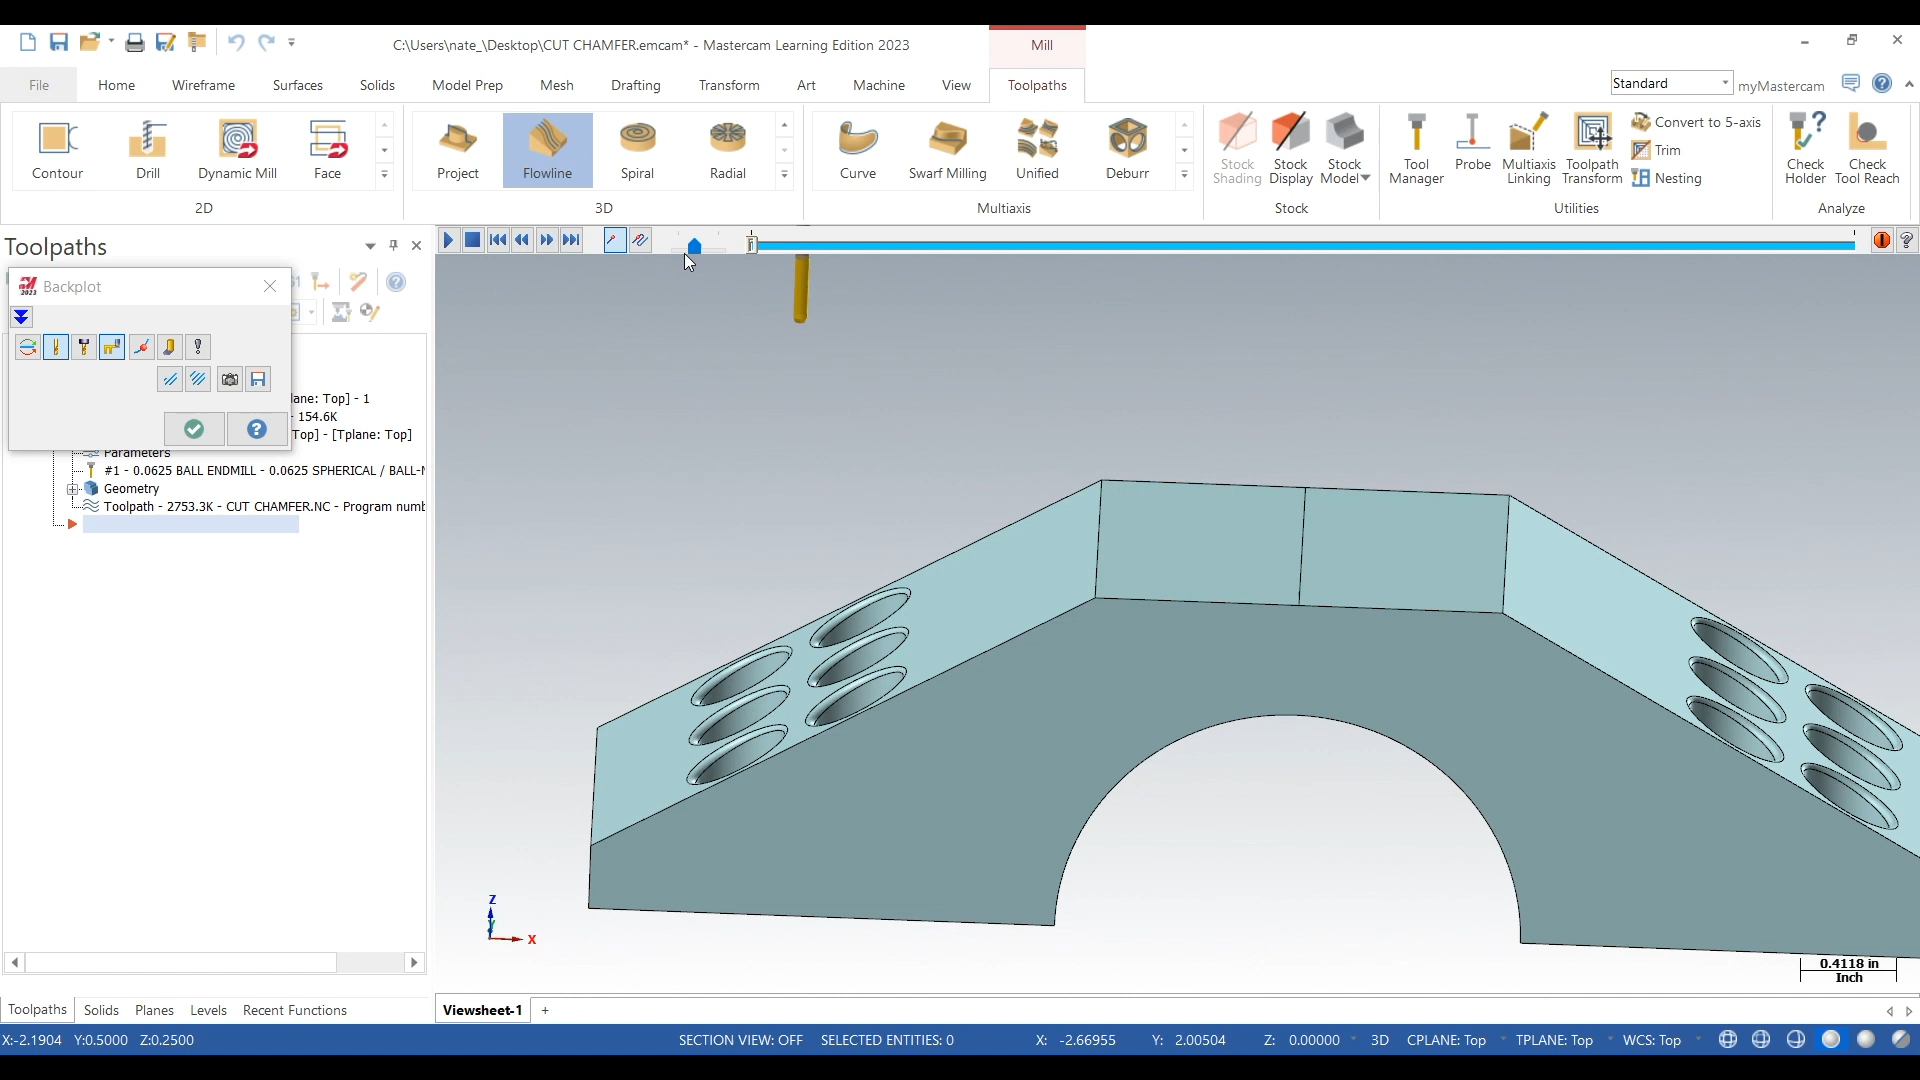 C:\Users\nate_\Desktop\CUT CHAMFER.emcam* - Mastercam Learning Edition 2023
Mill
File
Home
Wireframe
Surfaces
Solids
Model Prep
Mesh
Drafting
Transform
Art
Machine
View
Toolpaths
Standard
myMastercam
Contour
Drill
Dynamic Mill
Face
Project
Flowline
Spiral
Radial
Curve
Swarf Milling
Unified
Deburr
Stock Shading
Stock Display
Stock Model
Tool Manager
Probe
Multiaxis Linking
Toolpath Transform
Convert to 5-axis
Trim
Nesting
Check Holder
Check Tool Reach
2D
3D
Multiaxis
Stock
Utilities
Analyze
Toolpaths
Backplot
lane: Top] - 1
- 154.6K
Top] - [Tplane: Top]
Parameters
#1 - 0.0625 BALL ENDMILL - 0.0625 SPHERICAL / BALL-
Geometry
Toolpath - 2753.3K - CUT CHAMFER.NC - Program numb
Z
X
0.4118 in
Inch
Toolpaths
Solids
Planes
Levels
Recent Functions
Viewsheet-1
+
X:-2.1904 Y:0.5000 Z:0.2500
SECTION VIEW: OFF
SELECTED ENTITIES: 0
X: -2.66955
Y: 2.00504
Z: 0.00000
3D
CPLANE: Top
TPLANE: Top
WCS: Top